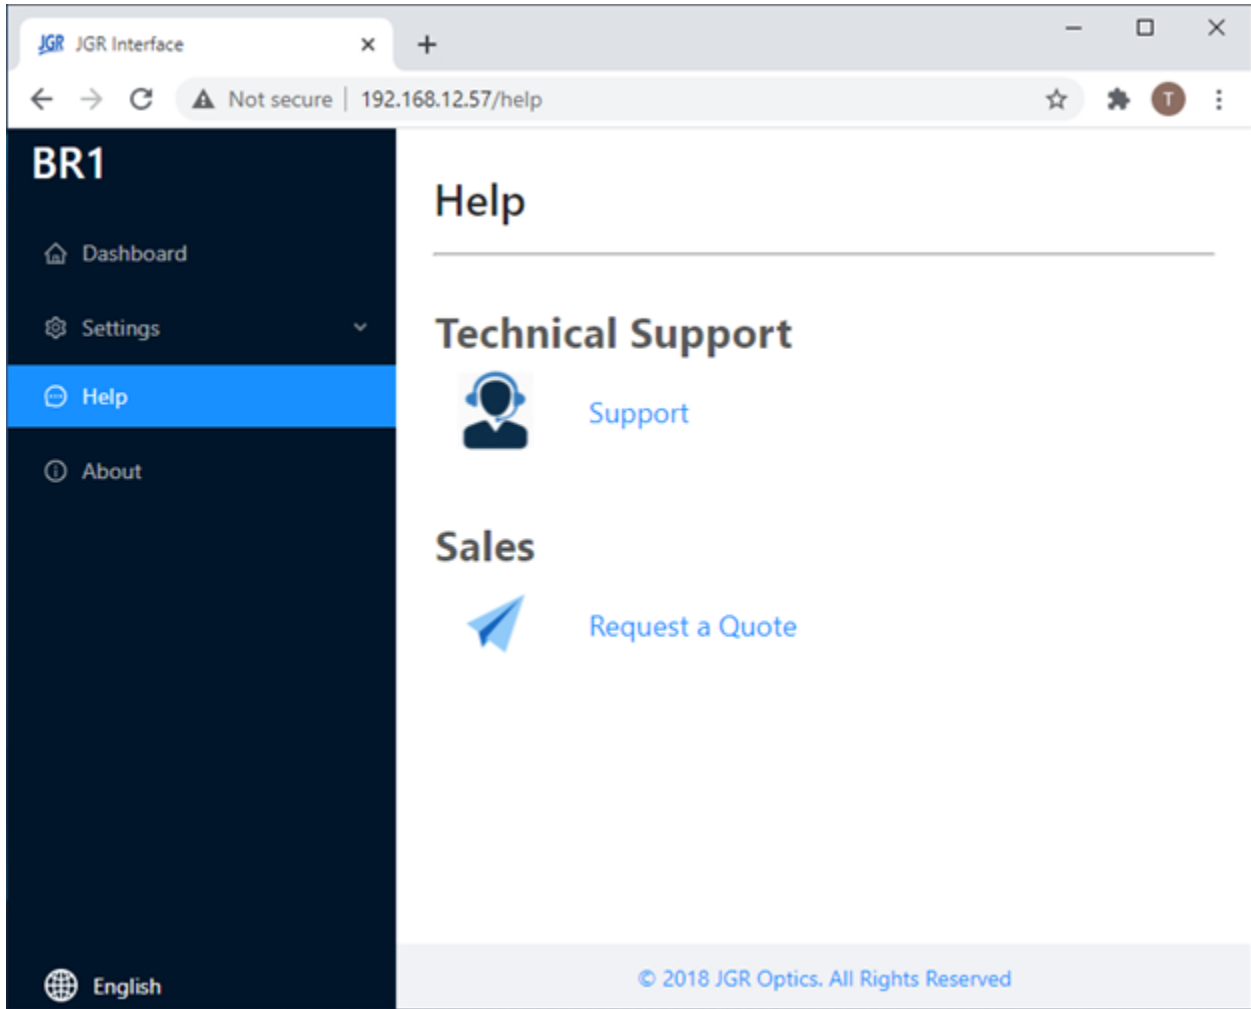 JGR JGR Interface
Not secure | 192.168.12.57/help
T
BR1
Dashboard
Settings
Help
About
English
Help
Technical Support
Support
Sales
Request a Quote
© 2018 JGR Optics. All Rights Reserved